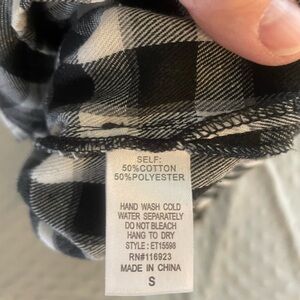 SELF:
50%COTTON
50%POLYESTER
HAND WASH COLD
WATER SEPARATELY
DO NOT BLEACH
HANG TO DRY
STYLE : ET15598
RN#116923
MADE IN CHINA
S